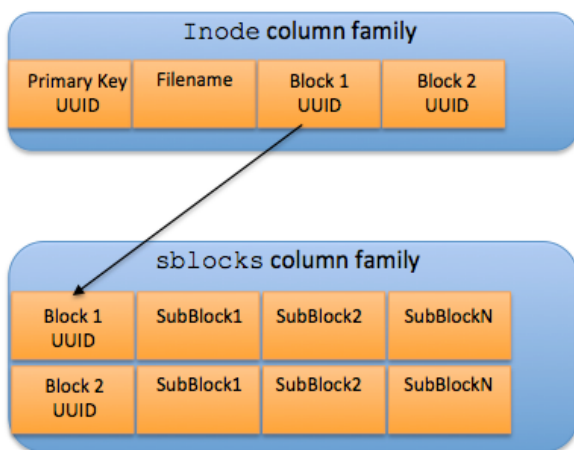 Inode column family
Primary Key Filename Block 1 Block 2
UUID UUID UUID
sblocks column family
Block 1 SubBlock1 SubBlock2 SubBlockN
UUID
Block 2 SubBlock1 SubBlock2 SubBlockN
UUID